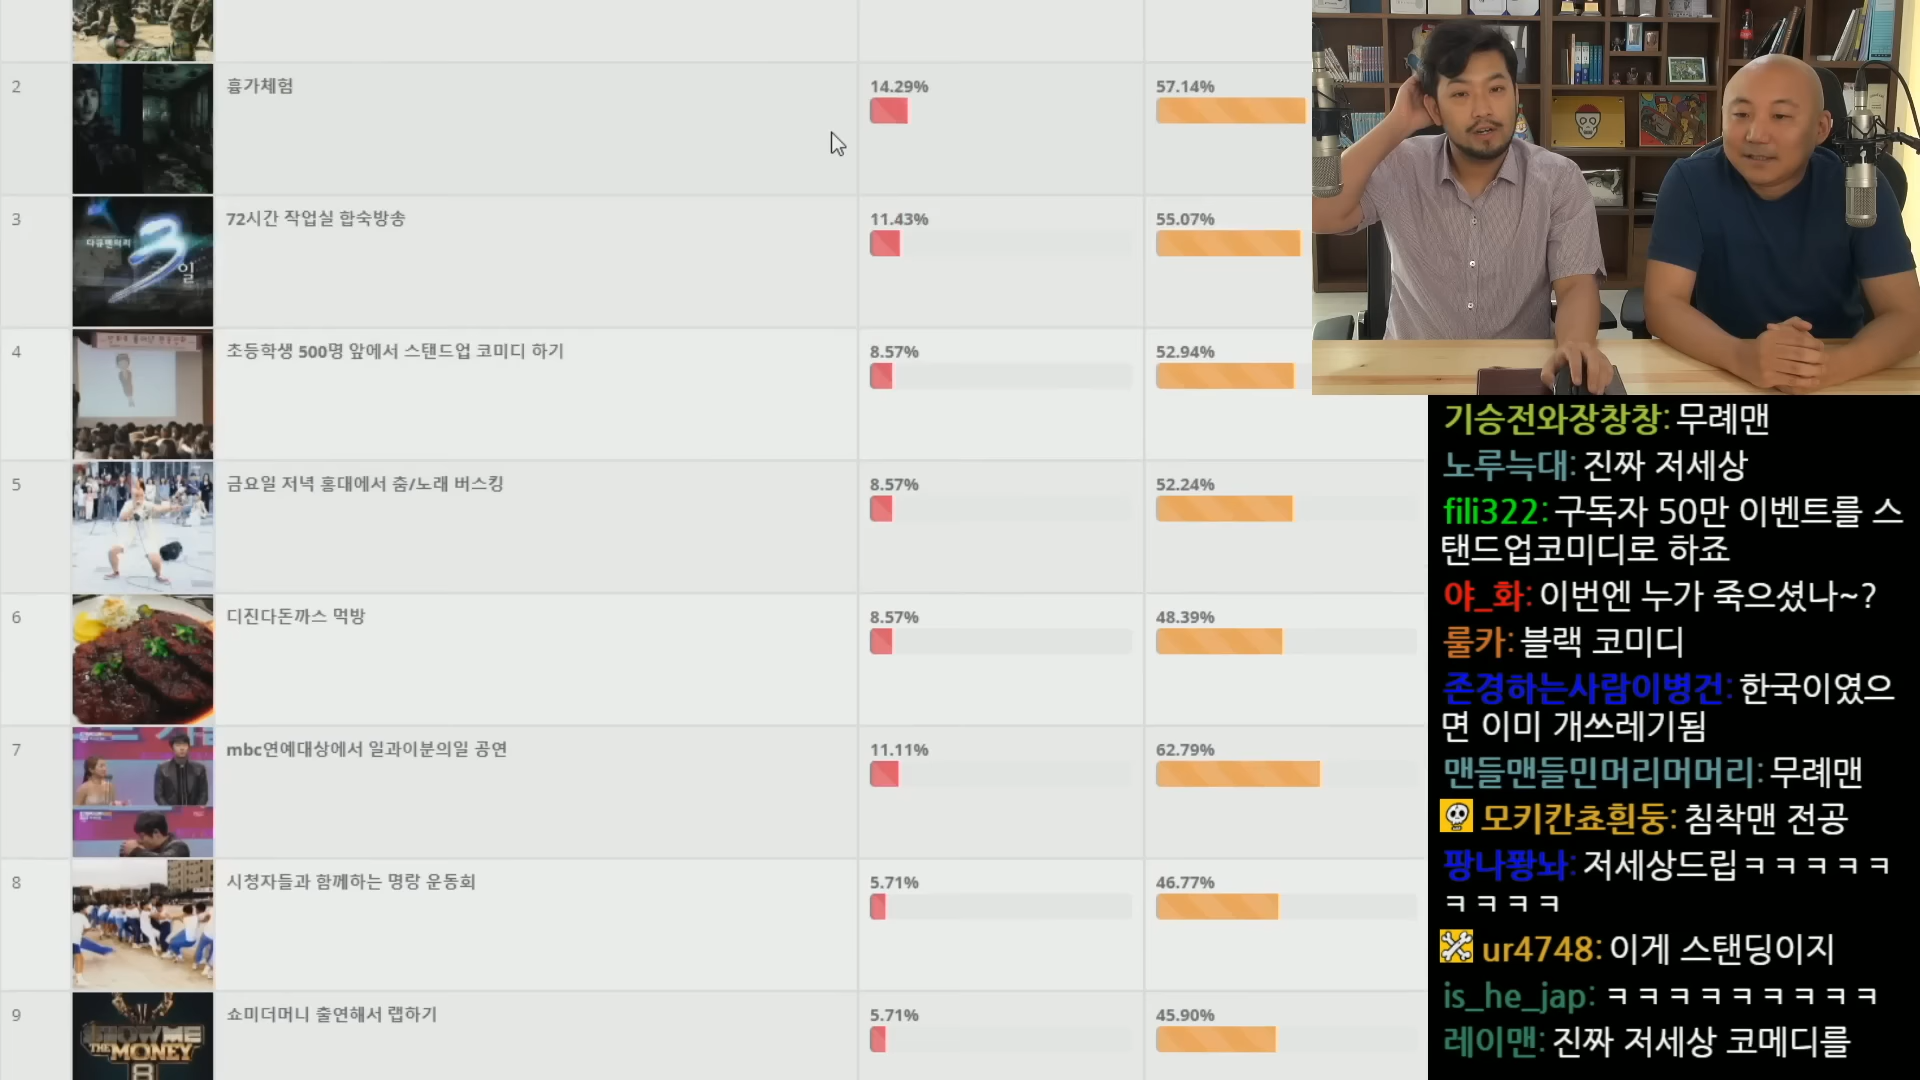 2
흉가체험
14.29%
57.14%
3
다큐멘터리
3
일
72시간 작업실 합숙방송
11.43%
55.07%
4
초등학생 500명 앞에서 스탠드업 코미디 하기
8.57%
52.94%
5
금요일 저녁 홍대에서 춤/노래 버스킹
8.57%
52.24%
6
디진다돈까스 먹방
8.57%
48.39%
7
mbc연예대상에서 일과이분의일 공연
11.11%
62.79%
8
시청자들과 함께하는 명랑 운동회
5.71%
46.77%
9
SHOW ME
THE MONEY
8
쇼미더머니 출연해서 랩하기
5.71%
45.90%
기승전와장창창: 무례맨
노루늑대: 진짜 저세상
fili322: 구독자 50만 이벤트를 스
탠드업코미디로 하죠
야_화: 이번엔 누가 죽으셨나~?
룰카: 블랙 코미디
존경하는사람이병건: 한국이였으
면 이미 개쓰레기됨
맨들맨들민머리머머리: 무례맨
모키칸쵸흰둥: 침착맨 전공
팡나퐝놔: 저세상드립ㅋㅋㅋㅋㅋ
ㅋㅋㅋㅋ
ur4748: 이게 스탠딩이지
is_he_jap: ㅋㅋㅋㅋㅋㅋㅋㅋㅋ
레이맨: 진짜 저세상 코메디를